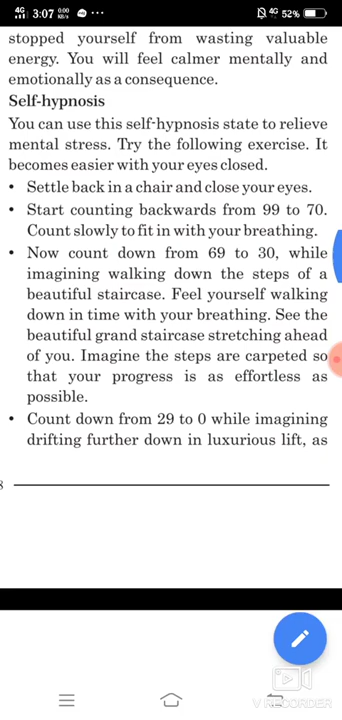 4G 3:07 0:00 KB/s 4G 52%
stopped yourself from wasting valuable
energy. You will feel calmer mentally and
emotionally as a consequence.
Self-hypnosis
You can use this self-hypnosis state to relieve
mental stress. Try the following exercise. It
becomes easier with your eyes closed.
• Settle back in a chair and close your eyes.
• Start counting backwards from 99 to 70.
Count slowly to fit in with your breathing.
• Now count down from 69 to 30, while
imagining walking down the steps of a
beautiful staircase. Feel yourself walking
down in time with your breathing. See the
beautiful grand staircase stretching ahead
of you. Imagine the steps are carpeted so
that your progress is as effortless as
possible.
• Count down from 29 to 0 while imagining
drifting further down in luxurious lift, as
8
V RECORDER